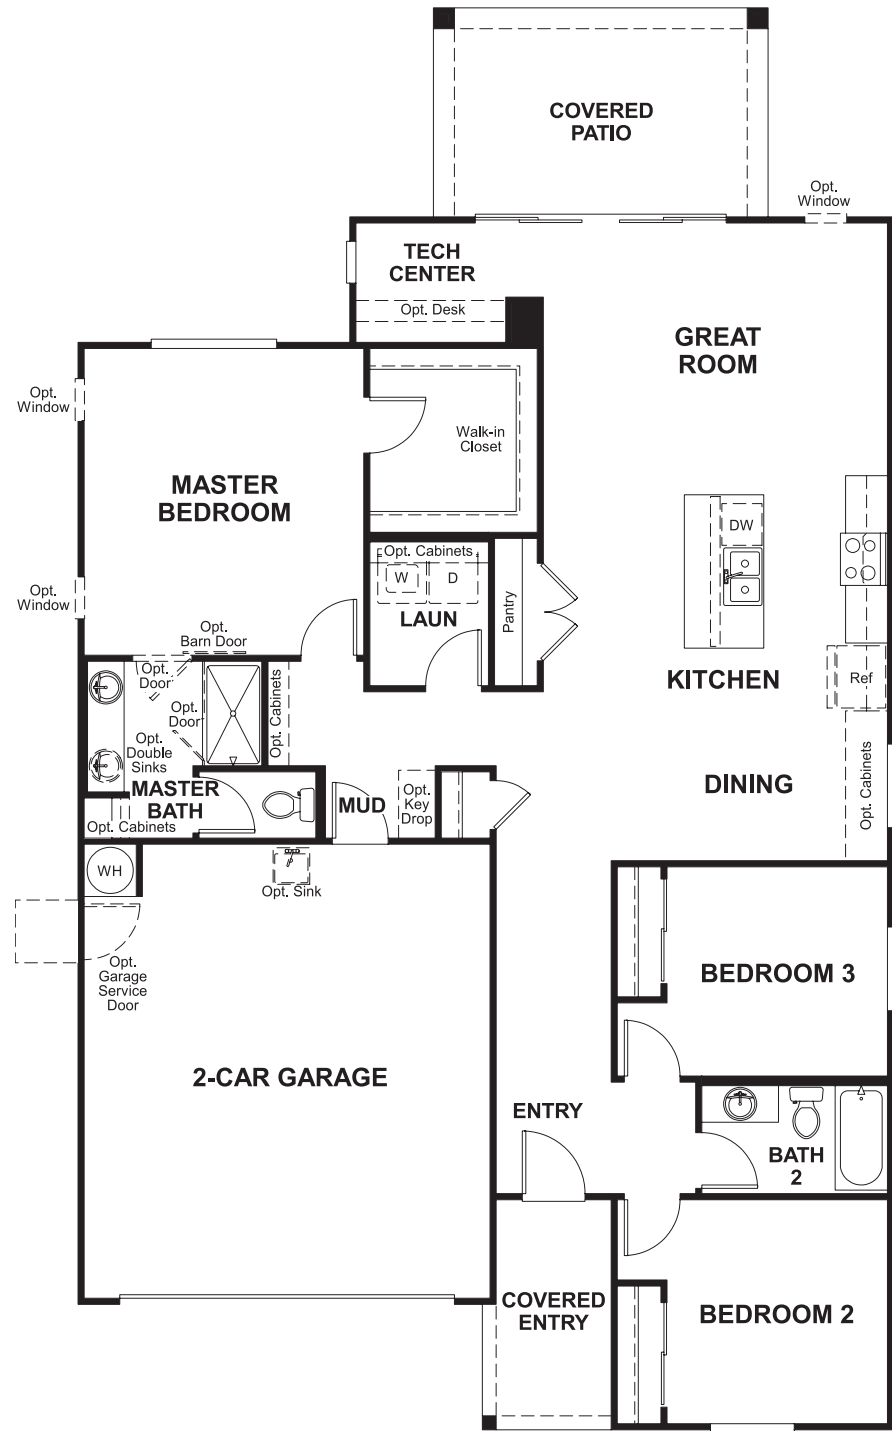 COVERED
PATIO
Opt.
Window
TECH
CENTER
Opt. Desk
GREAT
ROOM
Opt.
Window
Walk-in
Closet
MASTER
BEDROOM
DW
Opt. Cabinets
W
D
Opt.
Window
LAUN
Pantry
Opt.
Barn Door
Opt.
Door
KITCHEN
Ref
Opt.
Door
Opt. Cabinets
Opt.
Double
Sinks
MASTER
BATH
Opt. Cabinets
MUD
Opt.
Key
Drop
DINING
Opt. Cabinets
WH
Opt. Sink
Opt.
Garage
Service
Door
BEDROOM 3
2-CAR GARAGE
ENTRY
BATH
2
COVERED
ENTRY
BEDROOM 2